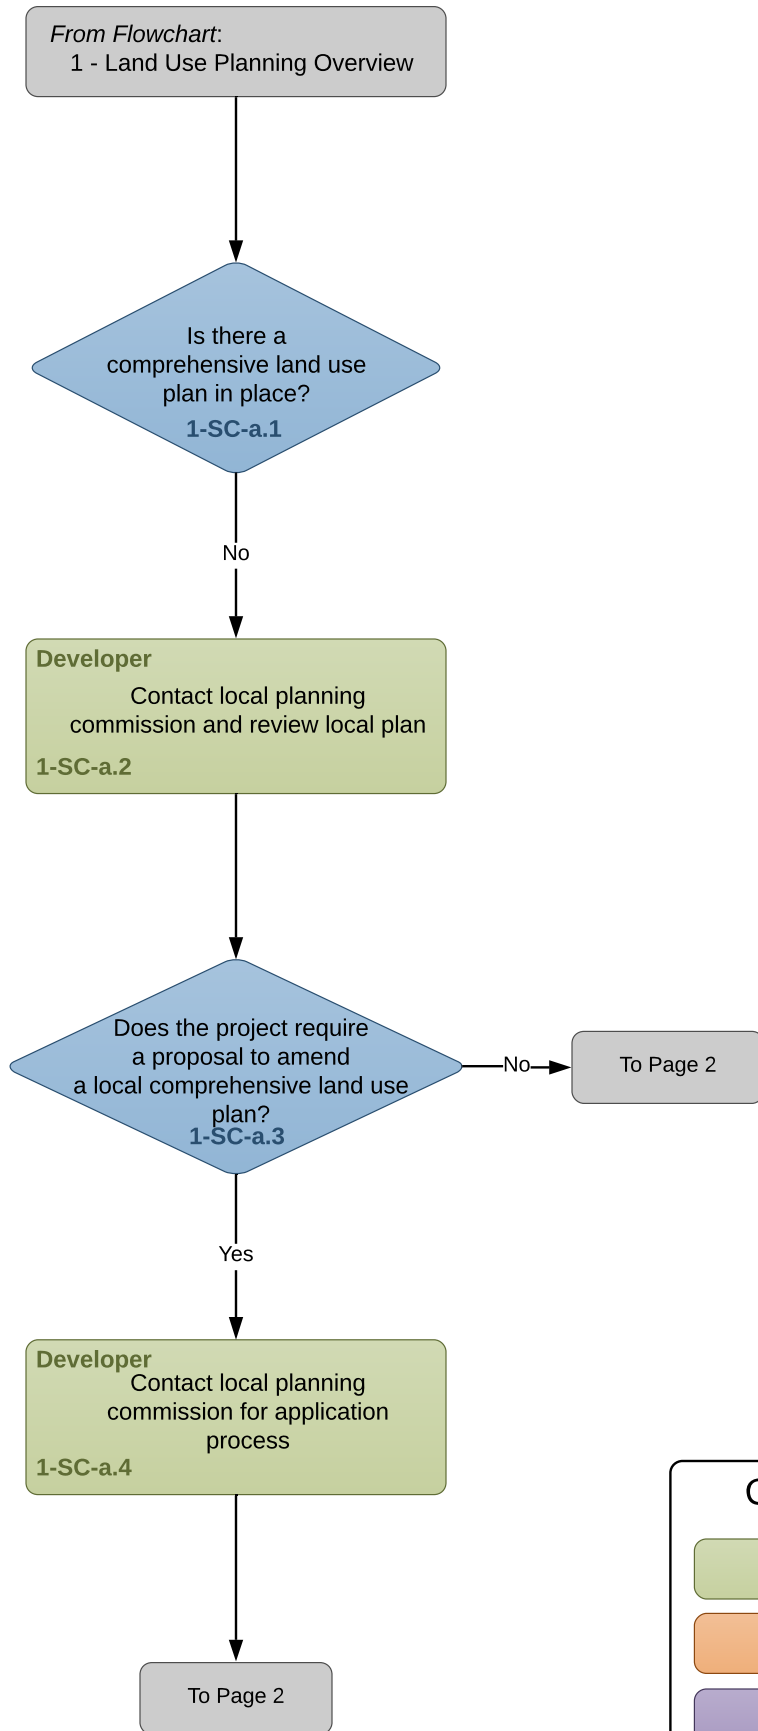 From Flowchart:
1 - Land Use Planning Overview
Is there a
comprehensive land use
plan in place?
1-SC-a.1
No
Developer
Contact local planning
commission and review local plan
1-SC-a.2
Does the project require
a proposal to amend
a local comprehensive land use
plan?
1-SC-a.3
No
To Page 2
Yes
Developer
Contact local planning
commission for application
process
1-SC-a.4
To Page 2